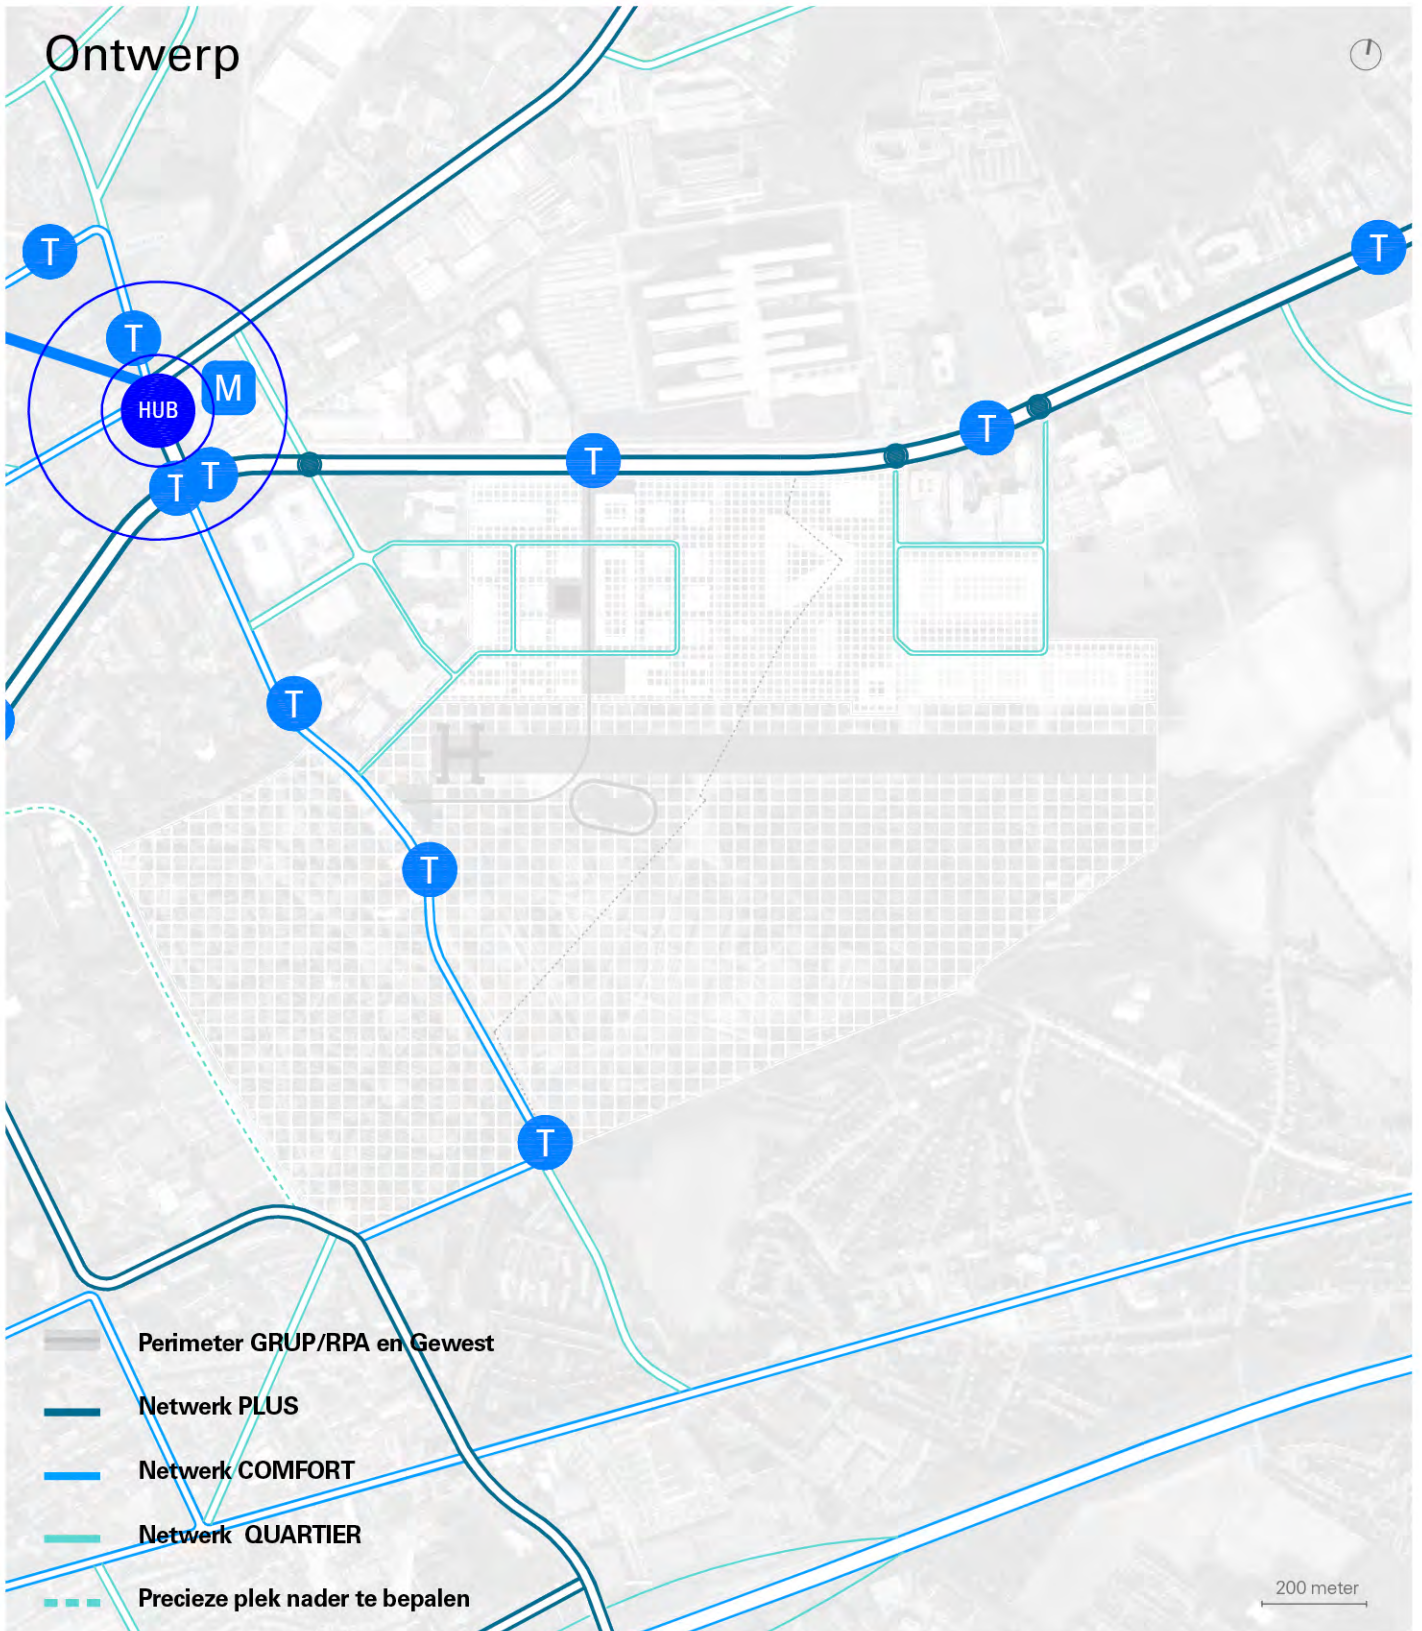 Ontwerp
T
T
T
M
HUB
T
T
T
T
T
T
T
Perimeter GRUP/RPA en Gewest
Netwerk PLUS
Netwerk COMFORT
Netwerk QUARTIER
Precieze plek nader te bepalen
200 meter